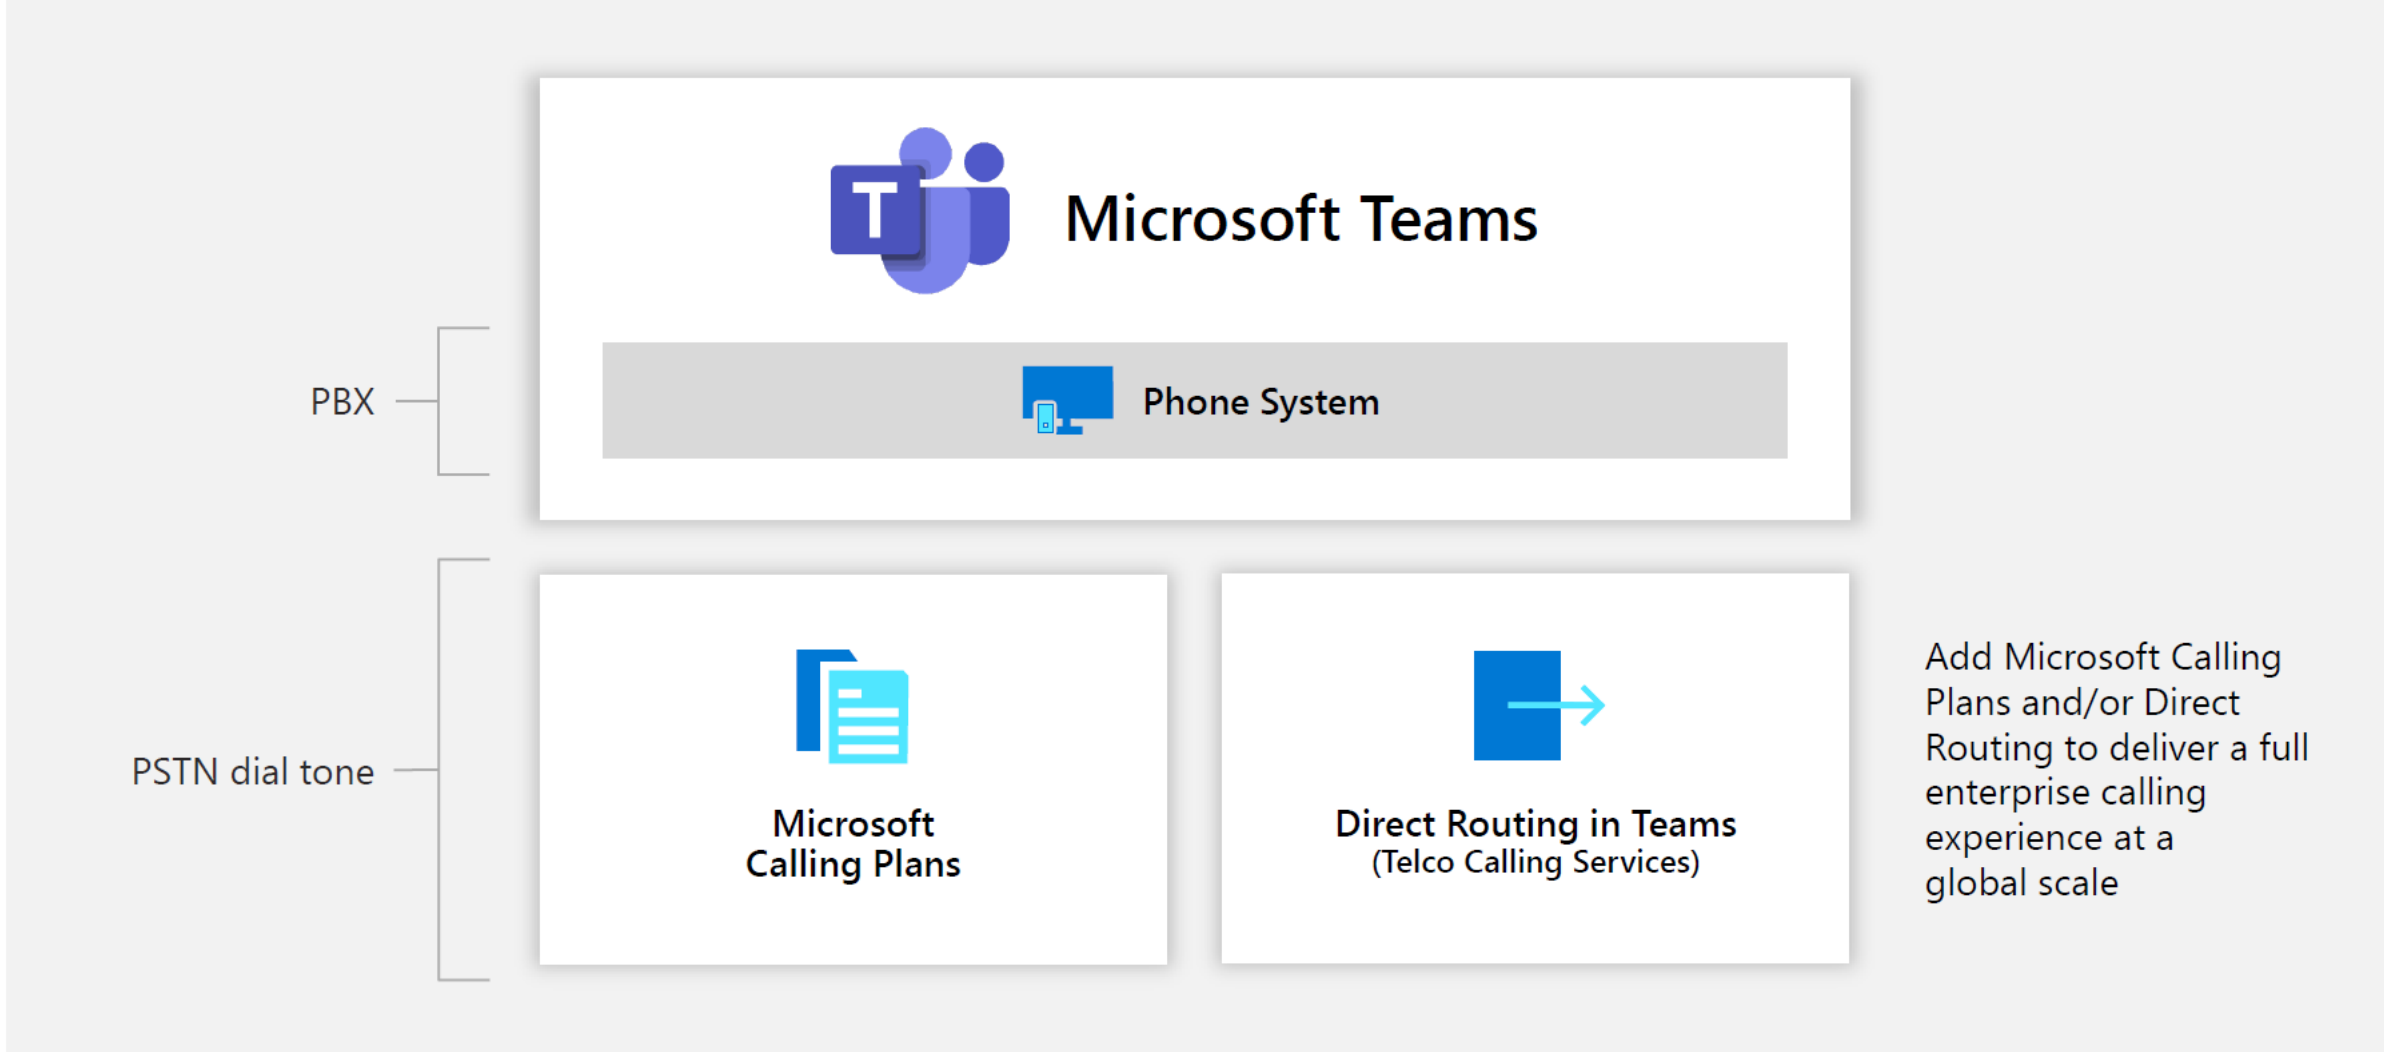 T
Microsoft Teams
PBX
Phone System
PSTN dial tone
Microsoft
Calling Plans
Direct Routing in Teams
(Telco Calling Services)
Add Microsoft Calling
Plans and/or Direct
Routing to deliver a full
enterprise calling
experience at a
global scale